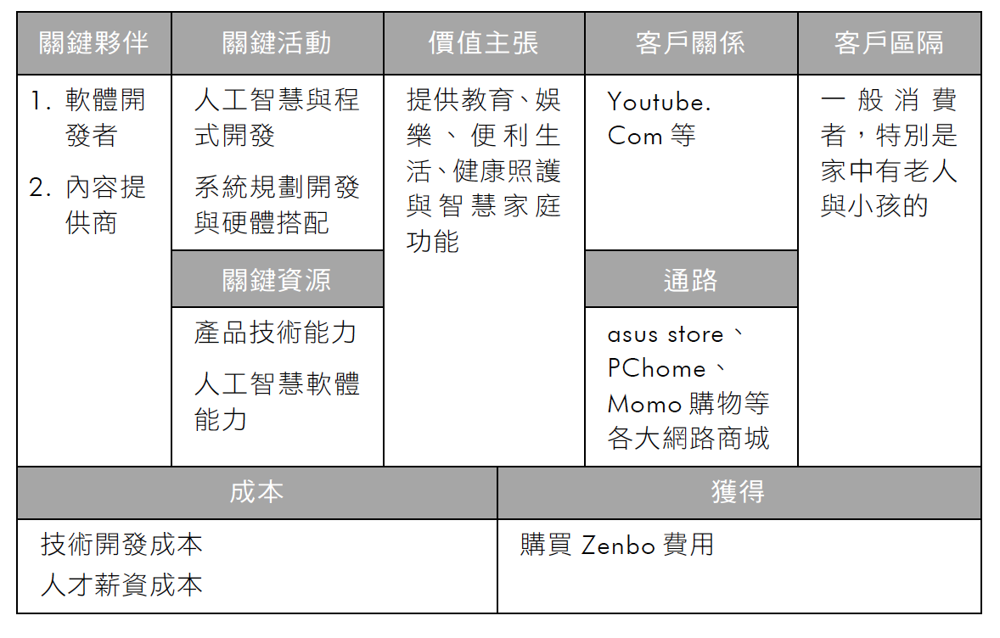 關鍵夥伴
1. 軟體開
發者
2. 內容提
供商
關鍵活動
人工智慧與程
式開發
系統規劃開發
與硬體搭配
關鍵資源
產品技術能力
人工智慧軟體
能力
價值主張
提供教育、娛
樂、便利生
活、健康照護
與智慧家庭
功能
客戶關係
Youtube.
Com 等
通路
asus store、
PChome、
Momo 購物等
各大網路商城
客戶區隔
一般消費
者，特別是
家中有老人
與小孩的
成本
技術開發成本
人才薪資成本
獲得
購買 Zenbo 費用